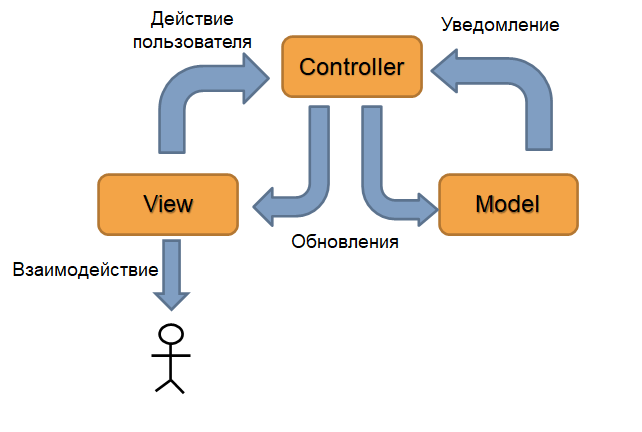 Действие
пользователя
Уведомление
Controller
View
Model
Обновления
Взаимодействие